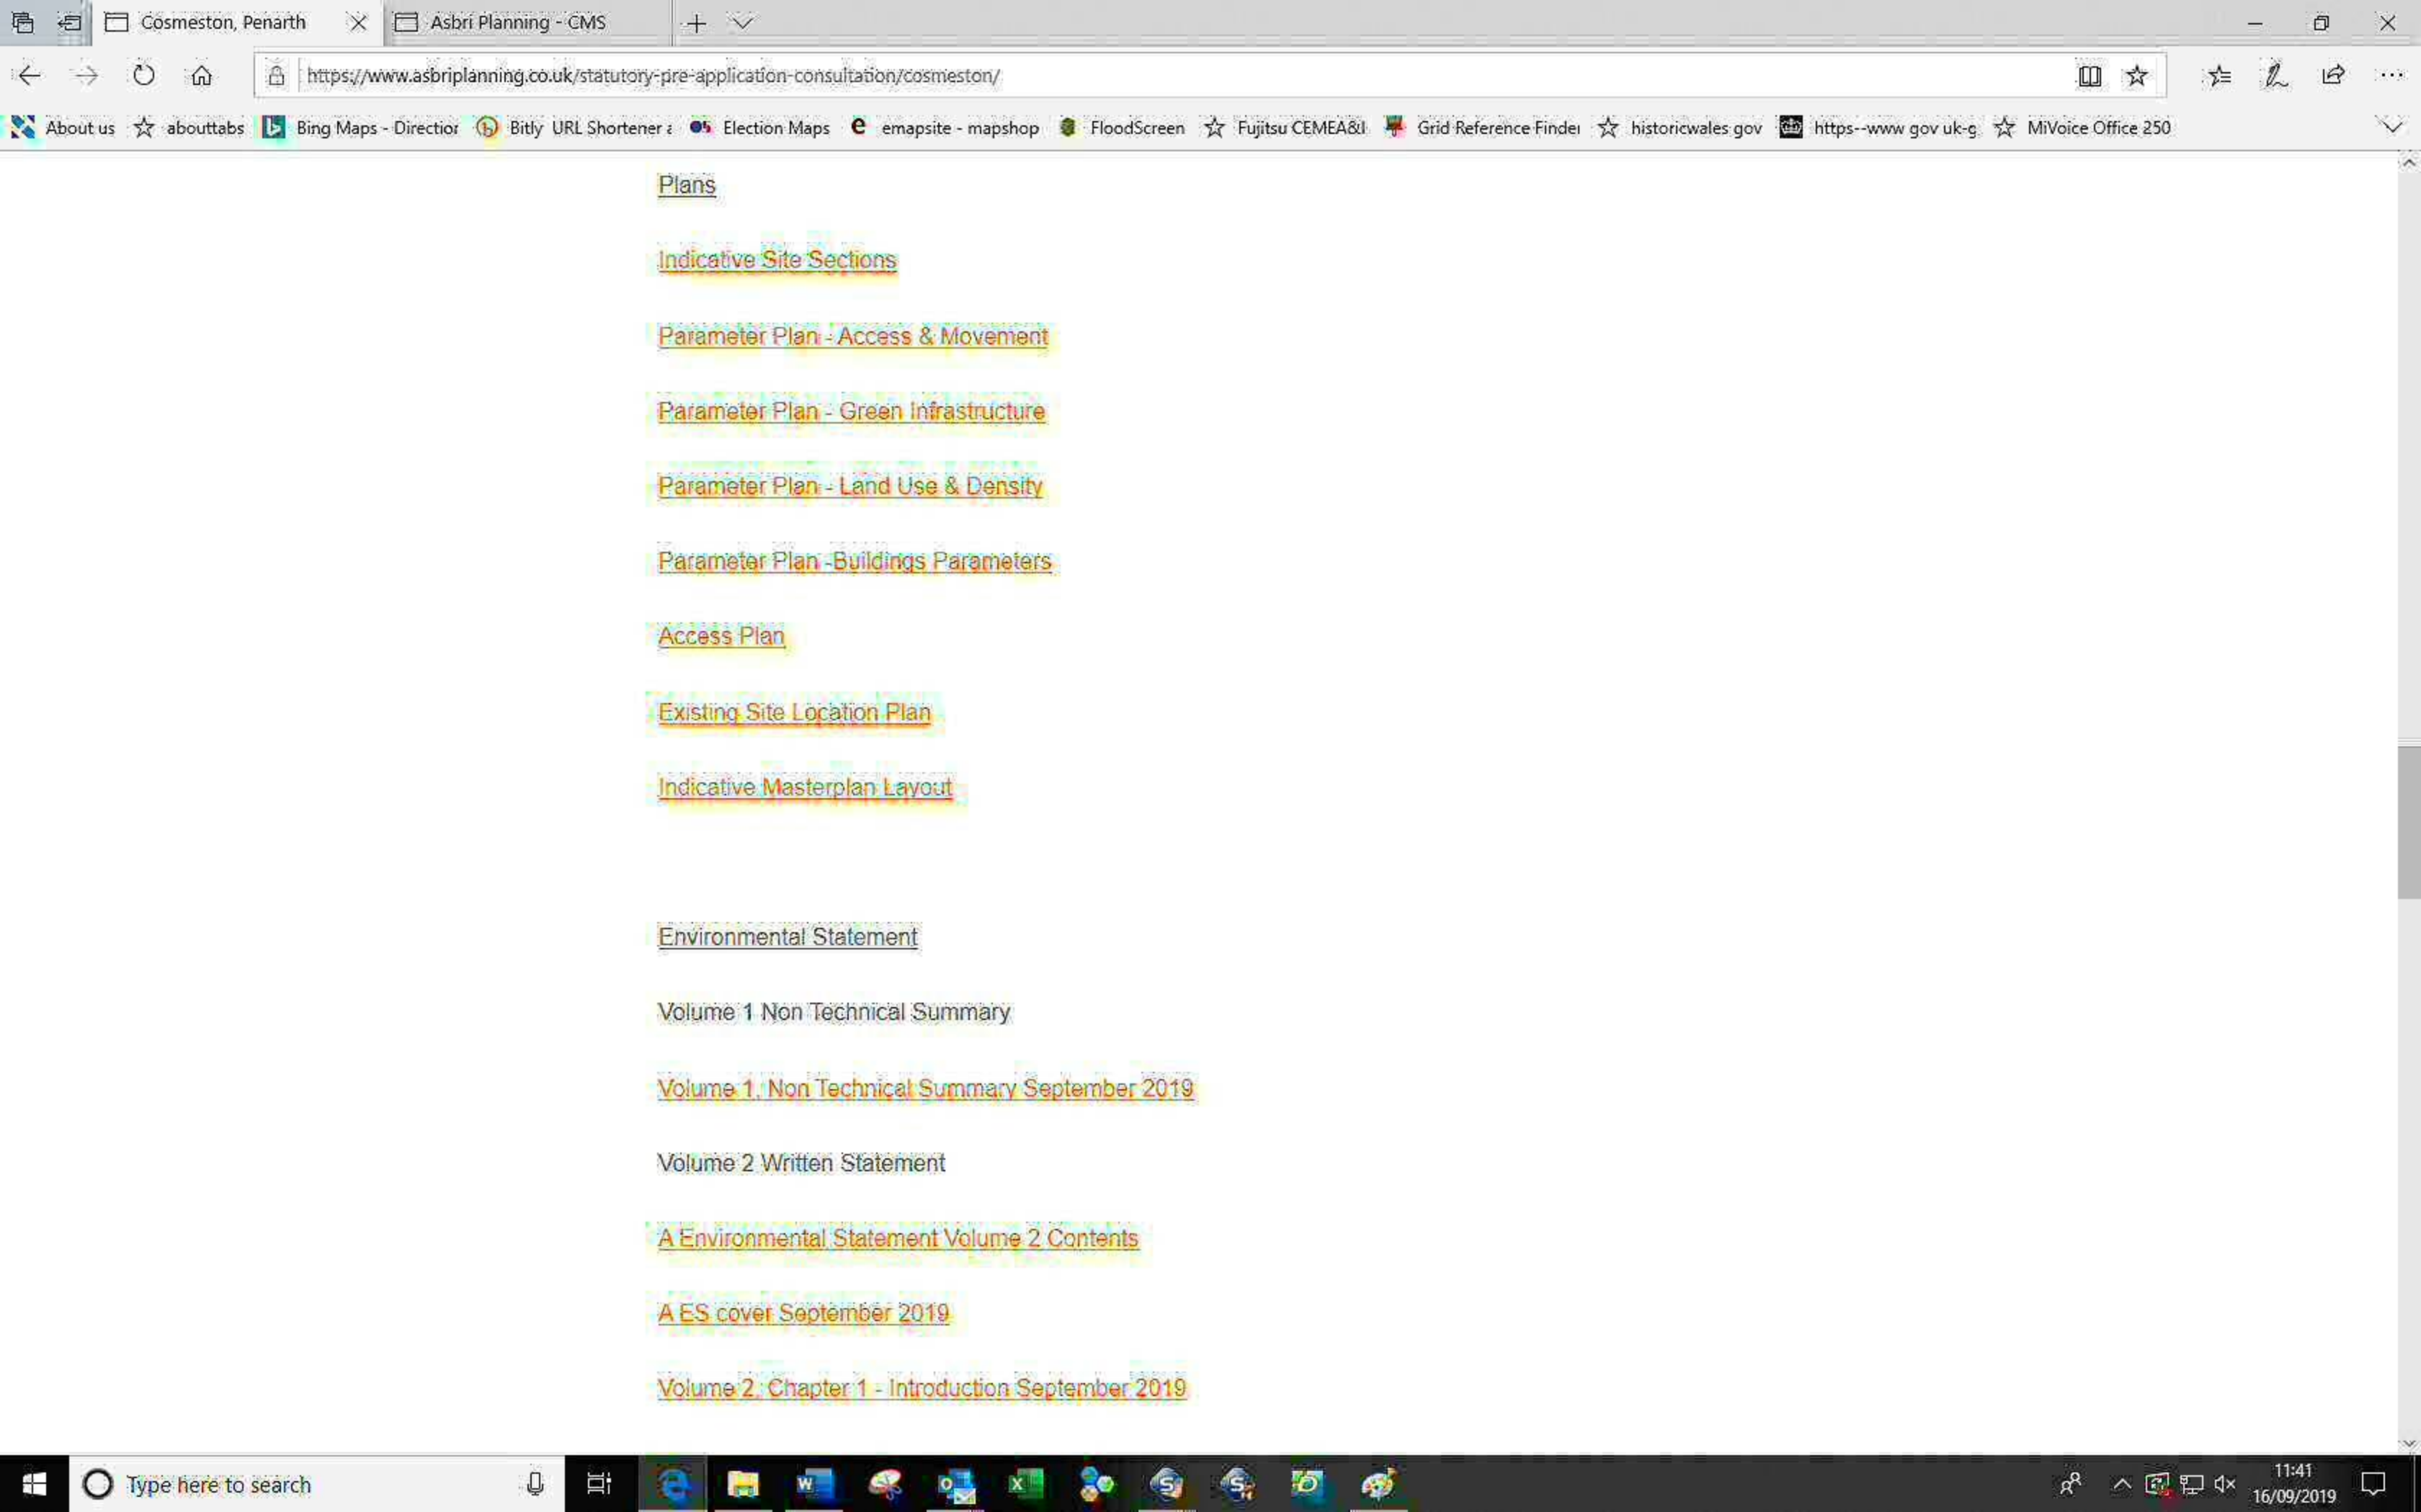 Cosmeston, Penarth
Asbri Planning - CMS
https://www.asbriplanning.co.uk/statutory-pre-application-consultation/cosmeston/
About us abouttabs Bing Maps - Direction Bitly URL Shortener a Election Maps emapsite - mapshop FloodScreen Fujitsu CEMEA&I Grid Reference Finder historicwales gov https--www gov uk-g MiVoice Office 250
Plans
Indicative Site Sections
Parameter Plan - Access & Movement
Parameter Plan - Green Infrastructure
Parameter Plan - Land Use & Density
Parameter Plan -Buildings Parameters
Access Plan
Existing Site Location Plan
Indicative Masterplan Layout
Environmental Statement
Volume 1 Non Technical Summary
Volume 1, Non Technical Summary September 2019
Volume 2 Written Statement
A Environmental Statement Volume 2 Contents
A ES cover September 2019
Volume 2, Chapter 1 - Introduction September 2019
Type here to search
11:41
16/09/2019